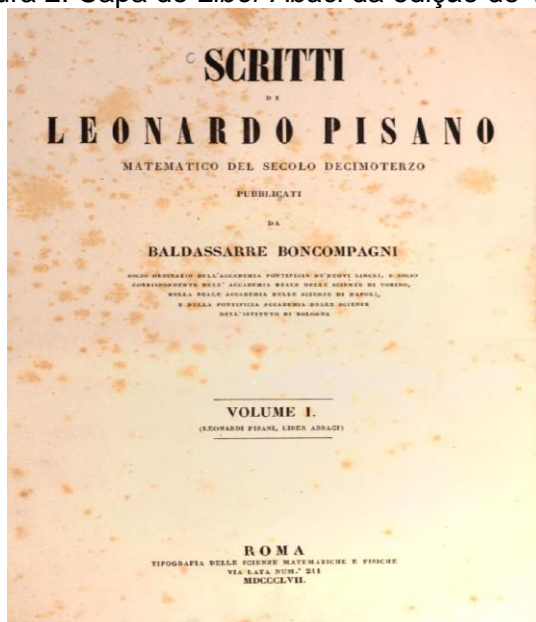 ura 2: Capa do Liber Abaci da edição de
SCRITTI
DI
LEONARDO PISANO
MATEMATICO DEL SECOLO DECIMOTERZO
PUBBLICATI
DA
BALDASSARRE BONCOMPAGNI
SOCIO ORDINARIO DELL'ACCADEMIA PONTIFICIA DE'NUOVI LINCEI, E SOCIO
CORRISPONDENTE DELL' ACCADEMIA REALE DELLE SCIENZE DI TORINO,
DELLA REALE ACCADEMIA DELLE SCIENZE DI NAPOLI,
E DELLA PONTIFICIA ACCADEMIA DELLE SCIENZE
DELL'ISTITUTO DI BOLOGNA
VOLUME I.
(LEONARDI PISANI, LIBER ABBACI)
ROMA
TIPOGRAFIA DELLE SCIENZE MATEMATICHE E FISICHE
VIA LATA NUM.° 211
MDCCCLVII.